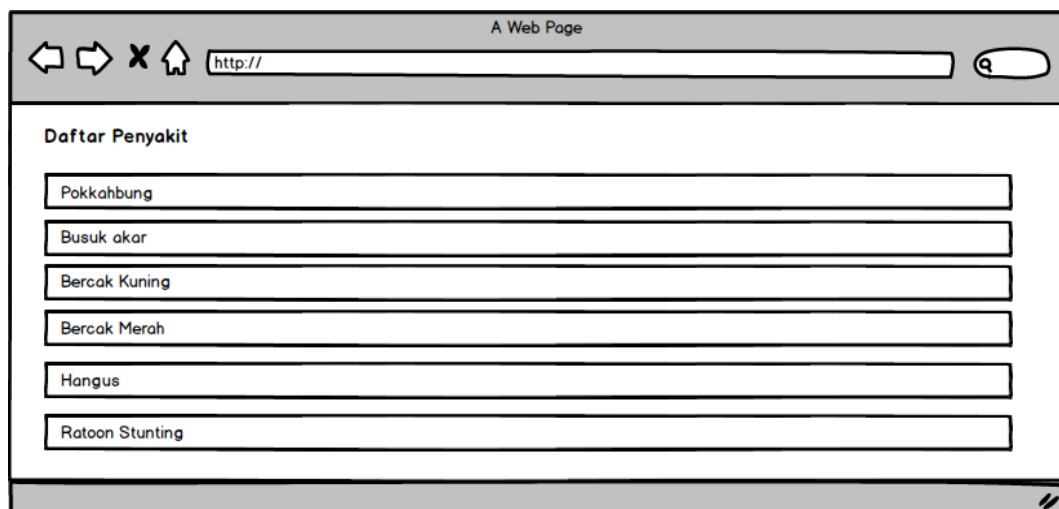 A Web Page
http://
Daftar Penyakit
Pokkahbung
Busuk akar
Bercak Kuning
Bercak Merah
Hangus
Ratoon Stunting